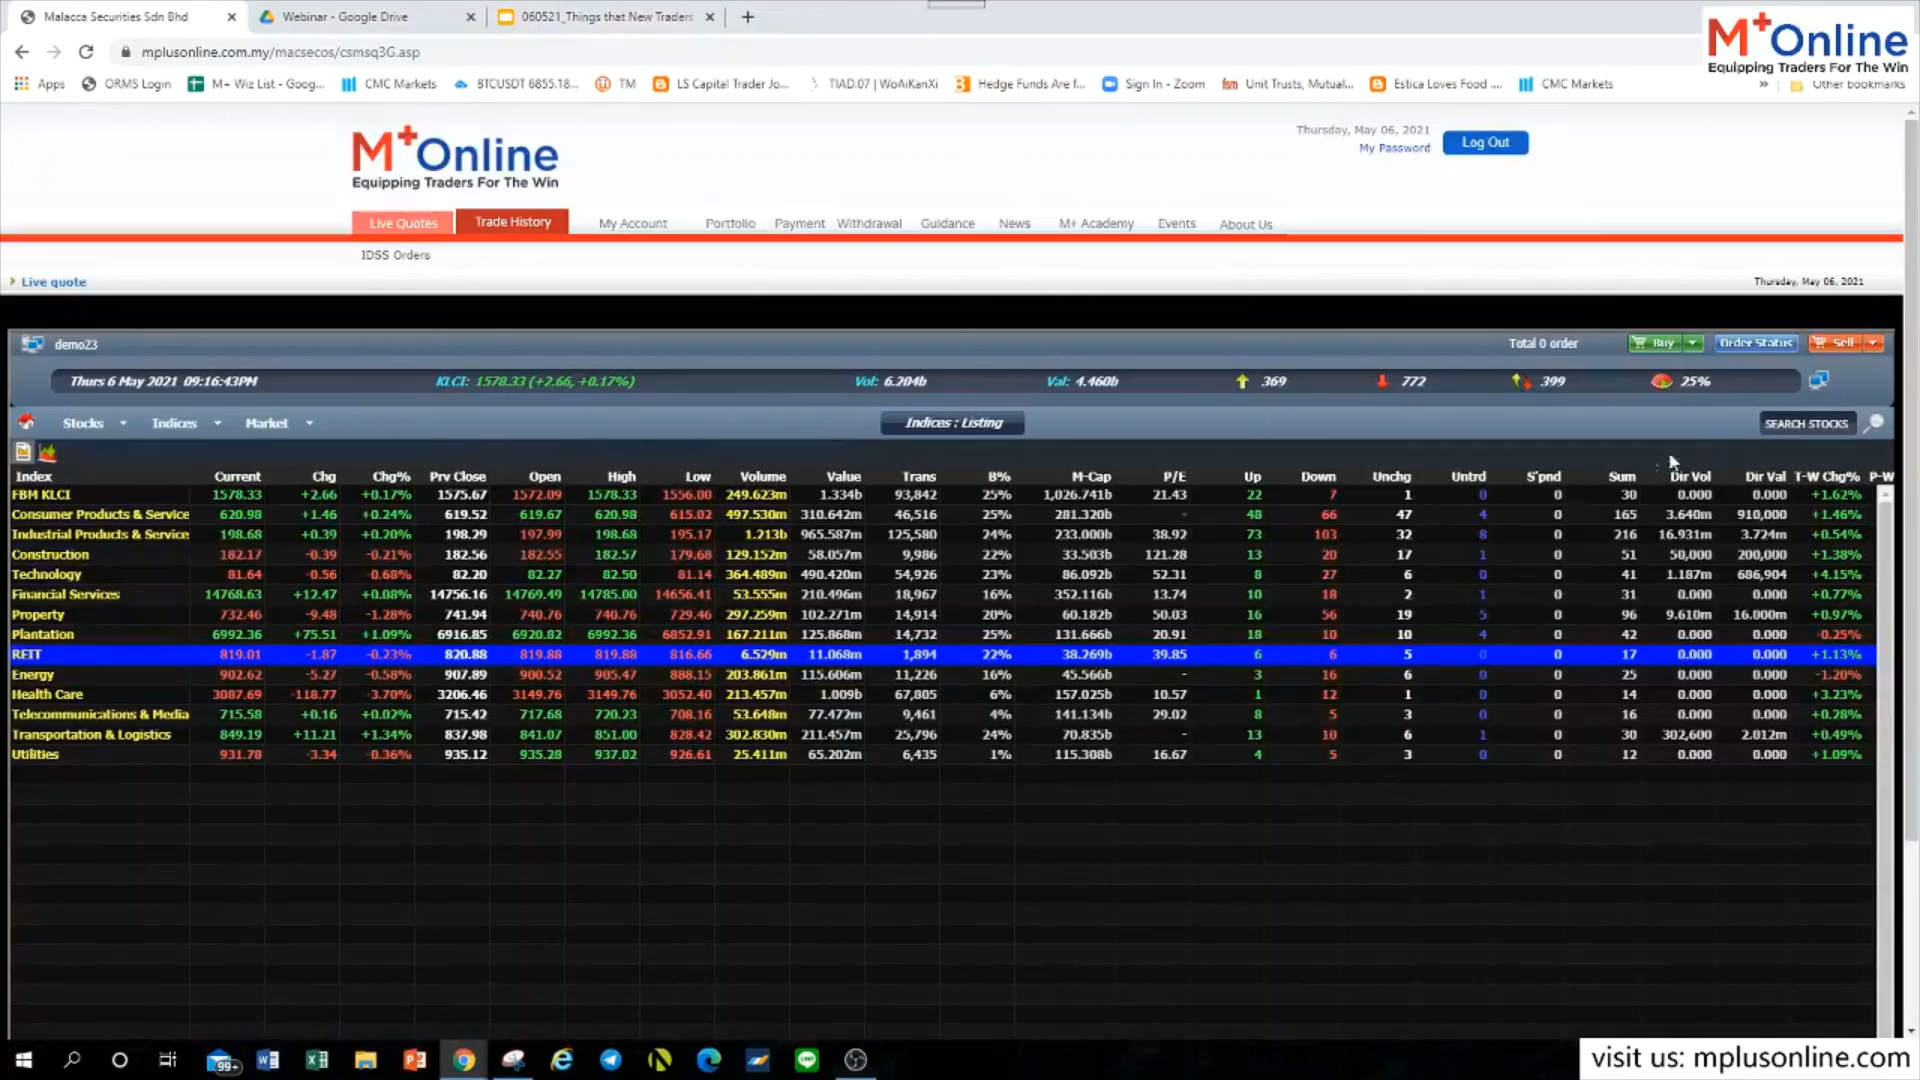 Malacca Securities Sdn Bhd
Webinar - Google Drive
060521_Things that New Traders
mplusonline.com.my/macsecos/csmsq3G.asp
M+Online
Equipping Traders For The Win
Apps ORMS Login M+ Wiz List - Goog... CMC Markets BTCUSDT 6855.18... TM LS Capital Trader Jo... TIAD.07 | WoAiKanXi Hedge Funds Are f... Sign In - Zoom Unit Trusts, Mutual... Estica Loves Food .... CMC Markets » Other bookmarks
M+Online
Equipping Traders For The Win
Thursday, May 06, 2021
My Password
Log Out
Live Quotes Trade History My Account Portfolio Payment Withdrawal Guidance News M+ Academy Events About Us
IDSS Orders
Live quote
Thursday, May 06, 2021
demo23
Total 0 order Buy Order Status Sell
Thurs 6 May 2021 09:16:43PM KLCI: 1578.33 (+2.66, +0.17%) Vol: 6.204b Val: 4.460b 369 772 399 25%
Stocks Indices Market Indices : Listing SEARCH STOCKS
Index Current Chg Chg% Prv Close Open High Low Volume Value Trans B% M-Cap P/E Up Down Unchg Untrd S'pnd Sum Dir Vol Dir Val T-W Chg% P-W
FBM KLCI 1578.33 +2.66 +0.17% 1575.67 1572.09 1578.33 1556.00 249.623m 1.334b 93,842 25% 1,026.741b 21.43 22 7 1 0 0 30 0.000 0.000 +1.62%
Consumer Products & Service 620.98 +1.46 +0.24% 619.52 619.67 620.98 615.02 497.530m 310.642m 46,516 25% 281.320b - 48 66 47 4 0 165 3.640m 910,000 +1.46%
Industrial Products & Service 198.68 +0.39 +0.20% 198.29 197.99 198.68 195.17 1.213b 965.587m 125,580 24% 233.000b 38.92 73 103 32 8 0 216 16.931m 3.724m +0.54%
Construction 182.17 -0.39 -0.21% 182.56 182.55 182.57 179.68 129.152m 58.057m 9,986 22% 33.503b 121.28 13 20 17 1 0 51 50,000 200,000 +1.38%
Technology 81.64 -0.56 -0.68% 82.20 82.27 82.50 81.14 364.489m 490.420m 54,926 23% 86.092b 52.31 8 27 6 0 0 41 1.187m 686,904 +4.15%
Financial Services 14768.63 +12.47 +0.08% 14756.16 14769.49 14785.00 14656.41 53.555m 210.496m 18,967 16% 352.116b 13.74 10 18 2 1 0 31 0.000 0.000 +0.77%
Property 732.46 -9.48 -1.28% 741.94 740.76 740.76 729.46 297.259m 102.271m 14,914 20% 60.182b 50.03 16 56 19 5 0 96 9.610m 16.000m +0.97%
Plantation 6992.36 +75.51 +1.09% 6916.85 6920.82 6992.36 6852.91 167.211m 125.868m 14,732 25% 131.666b 20.91 18 10 10 4 0 42 0.000 0.000 -0.25%
REIT 819.01 -1.87 -0.23% 820.88 819.88 819.88 816.66 6.529m 11.068m 1,894 22% 38.269b 39.85 6 6 5 0 0 17 0.000 0.000 +1.13%
Energy 902.62 -5.27 -0.58% 907.89 900.52 905.47 888.15 203.861m 115.606m 11,226 16% 45.566b - 3 16 6 0 0 25 0.000 0.000 -1.20%
Health Care 3087.69 -118.77 -3.70% 3206.46 3149.76 3149.76 3052.40 213.457m 1.009b 67,805 6% 157.025b 10.57 1 12 1 0 0 14 0.000 0.000 +3.23%
Telecommunications & Media 715.58 +0.16 +0.02% 715.42 717.68 720.23 708.16 53.648m 77.472m 9,461 4% 141.134b 29.02 8 5 3 0 0 16 0.000 0.000 +0.28%
Transportation & Logistics 849.19 +11.21 +1.34% 837.98 841.07 851.00 828.42 302.830m 211.457m 25,796 24% 70.835b - 13 10 6 1 0 30 302,600 2.012m +0.49%
Utilities 931.78 -3.34 -0.36% 935.12 935.28 937.02 926.61 25.411m 65.202m 6,435 1% 115.308b 16.67 4 5 3 0 0 12 0.000 0.000 +1.09%
99+
visit us: mplusonline.com